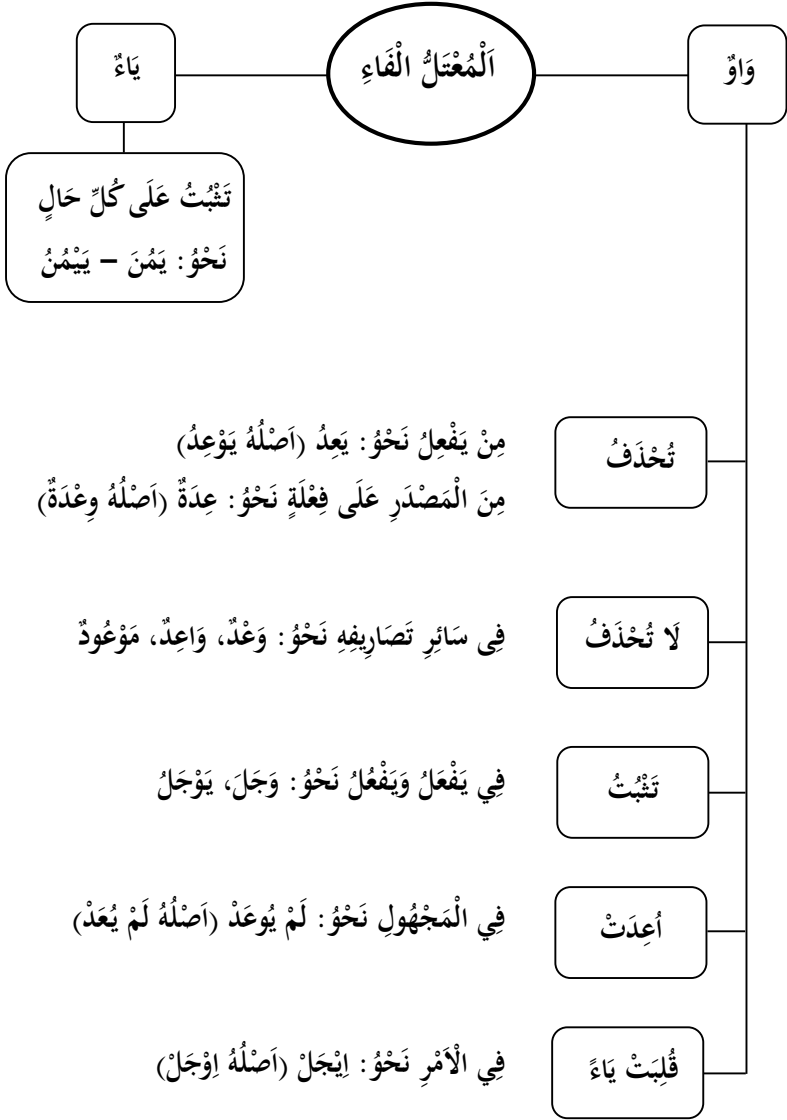 اَلْمُعْتَلُّ الْفَاءِ
وَاوٌ
يَاءٌ
تَثْبُتُ عَلَى كُلِّ حَالٍ
نَحْوُ: يَمُنَ – يَيْمُنُ
تُحْذَفُ
مِنْ يَفْعِلُ نَحْوُ: يَعِدُ (اَصْلُهُ يَوْعِدُ)
مِنَ الْمَصْدَرِ عَلَى فِعْلَةٍ نَحْوُ: عِدَةٌ (اَصْلُهُ وِعْدَةٌ)
لَا تُحْذَفُ
فِى سَائِرِ تَصَارِيفِهِ نَحْوُ: وَعْدٌ، وَاعِدٌ، مَوْعُودٌ
تَثْبُتُ
فِي يَفْعَلُ وَيَفْعُلُ نَحْوُ: وَجَلَ، يَوْجَلُ
اُعِدَتْ
فِي الْمَجْهُولِ نَحْوُ: لَمْ يُوعَدْ (اَصْلُهُ لَمْ يُعَدْ)
قُلِبَتْ يَاءً
فِي الْاَمْرِ نَحْوُ: اِيْجَلْ (اَصْلُهُ اِوْجَلْ)